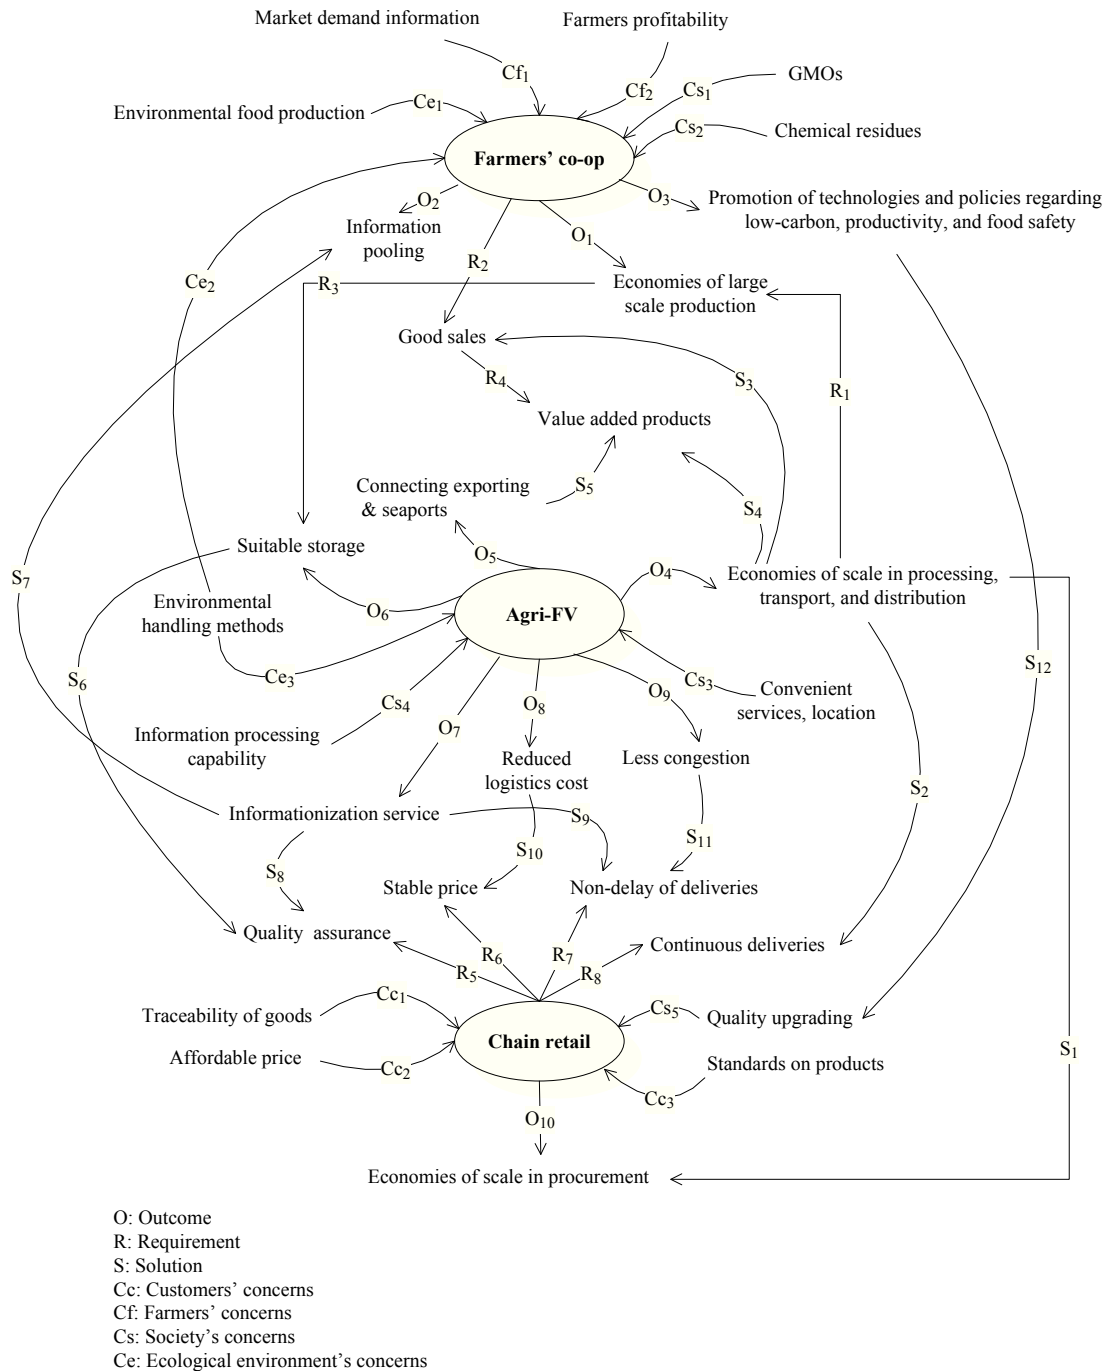 Market demand information
Farmers profitability
Cf1
GMOs
Cf2
Cs1
Environmental food production
Ce1
Cs2
Chemical residues
Farmers’ co-op
O2
O3
Promotion of technologies and policies regarding
low-carbon, productivity, and food safety
Information
pooling
O1
R2
Ce2
R3
Economies of large
scale production
Good sales
R4
S3
R1
Value added products
Connecting exporting
& seaports
S5
S4
Suitable storage
O5
O4
S7
Economies of scale in processing,
transport, and distribution
Environmental
handling methods
O6
Agri-FV
S6
Ce3
Cs3
S12
Cs4
O8
O9
Convenient
services, location
Information processing
capability
O7
Reduced
logistics cost
Less congestion
S2
Informationization service
S9
S11
S10
S8
Stable price
Non-delay of deliveries
Quality assurance
R6
R7
Continuous deliveries
R5
R8
Cc1
Traceability of goods
Cs5
Quality upgrading
Chain retail
Affordable price
Cc2
Standards on products
S1
Cc3
O10
Economies of scale in procurement
O: Outcome
R: Requirement
S: Solution
Cc: Customers’ concerns
Cf: Farmers’ concerns
Cs: Society’s concerns
Ce: Ecological environment’s concerns